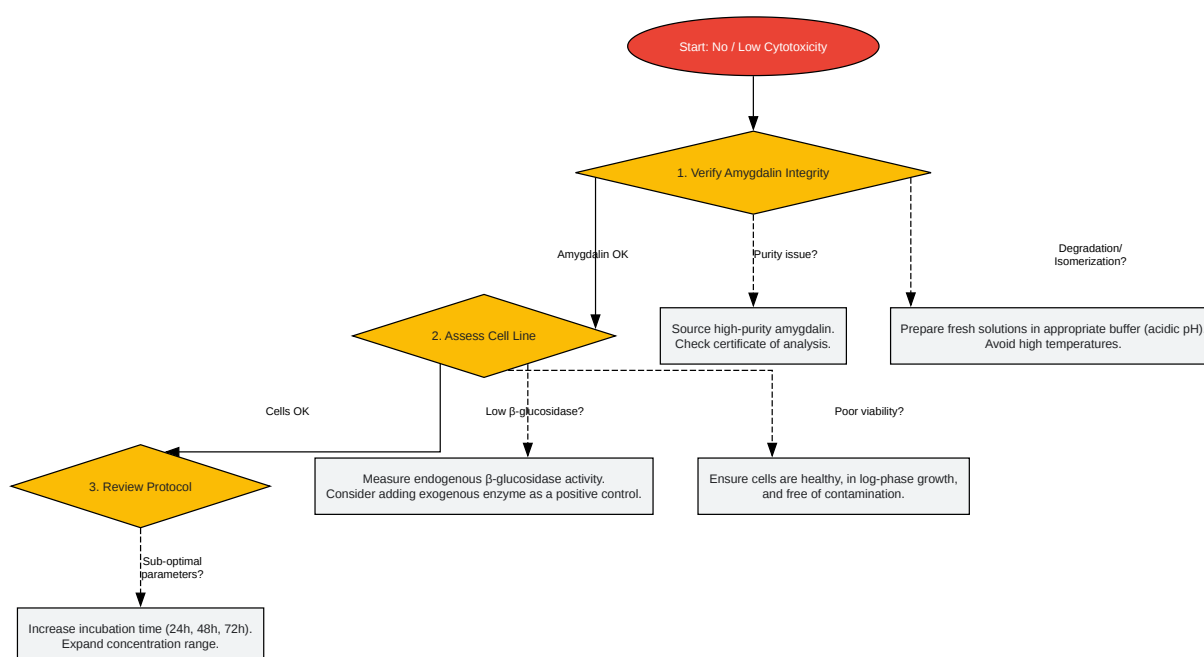 Start: No / Low Cytotoxicity
1. Verify Amygdalin Integrity
Amygdalin OK
Purity issue?
Degradation/
Isomerization?
2. Assess Cell Line
Source high-purity amygdalin.
Check certificate of analysis.
Prepare fresh solutions in appropriate buffer (acidic pH)
Avoid high temperatures.
Cells OK
Low β-glucosidase?
Poor viability?
3. Review Protocol
Measure endogenous β-glucosidase activity.
Consider adding exogenous enzyme as a positive control.
Ensure cells are healthy, in log-phase growth,
and free of contamination.
Sub-optimal
parameters?
Increase incubation time (24h, 48h, 72h).
Expand concentration range.